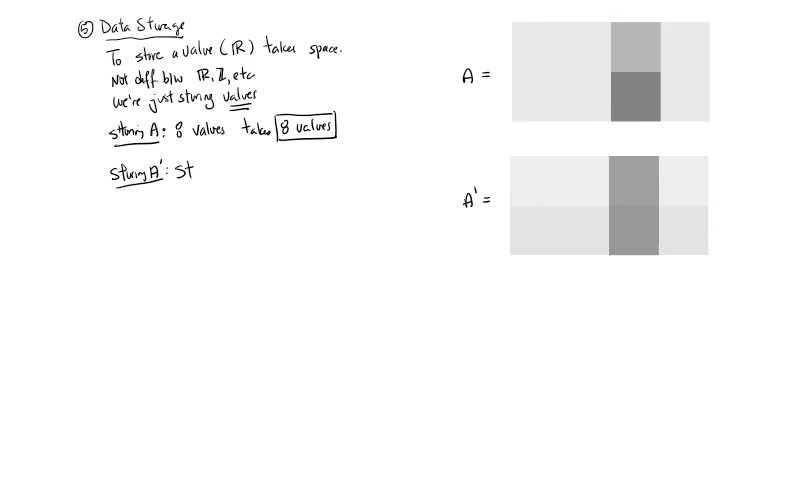 ⑤ Data Storage
To store a value (ℝ) takes space.
Not diff b/w ℝ, ℤ, etc
we're just storing values
storing A: 8 values takes 8 values
storing A': St
A =
A' =